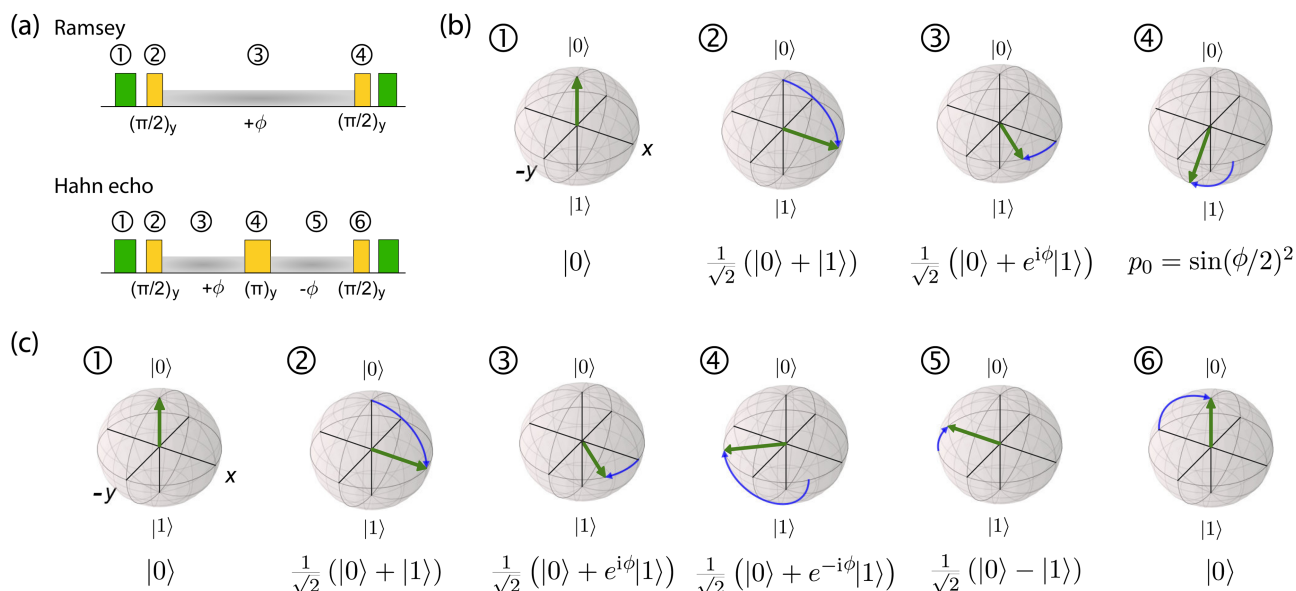 (a)
Ramsey
① ② ③ ④
(π/2)y +ϕ (π/2)y
Hahn echo
① ② ③ ④ ⑤ ⑥
(π/2)y +ϕ (π)y -ϕ (π/2)y
(b)
① ② ③ ④
|0⟩ |0⟩ |0⟩ |0⟩
-y x
|1⟩ |1⟩ |1⟩ |1⟩
|0⟩ 1/√2 (|0⟩ + |1⟩) 1/√2 (|0⟩ + e^{iϕ}|1⟩) p₀ = sin(ϕ/2)²
(c)
① ② ③ ④ ⑤ ⑥
|0⟩ |0⟩ |0⟩ |0⟩ |0⟩ |0⟩
-y x
|1⟩ |1⟩ |1⟩ |1⟩ |1⟩ |1⟩
|0⟩ 1/√2 (|0⟩ + |1⟩) 1/√2 (|0⟩ + e^{iϕ}|1⟩) 1/√2 (|0⟩ + e^{-iϕ}|1⟩) 1/√2 (|0⟩ − |1⟩) |0⟩